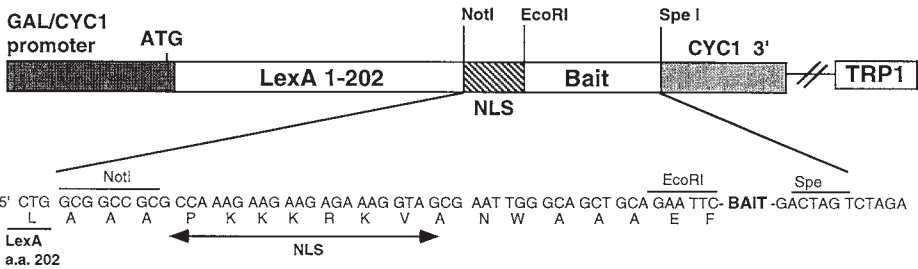 GAL/CYC1
promoter
ATG
NotI
EcoRI
Spe I
CYC1 3'
LexA 1-202
Bait
TRP1
NLS
NotI
EcoRI
Spe
5' CTG GCG GCC GCG CCA AAG AAG AAG AGA AAG GTA GCG AAT TGG GCA GCT GCA GAA TTC- BAIT -GACTAGTCTAGA
L A A A P K K K R K V A N W A A A E F
LexA
a.a. 202
NLS